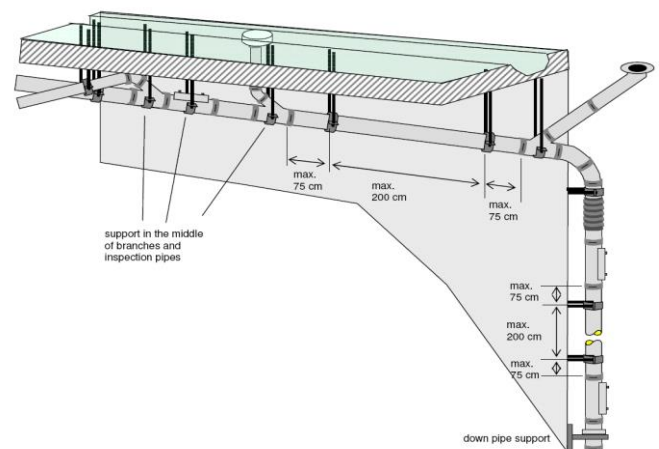 max.
75 cm
max.
200 cm
max.
75 cm
support in the middle
of branches and
inspection pipes
max.
75 cm
max.
200 cm
max.
75 cm
down pipe support